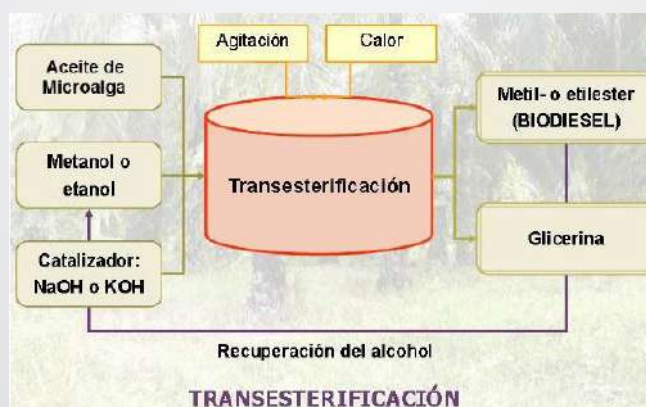 Agitación
Calor
Aceite de
Microalga
Metanol o
etanol
Catalizador:
NaOH o KOH
Transesterificación
Metil- o etilester
(BIODIESEL)
Glicerina
Recuperación del alcohol
TRANSESTERIFICACIÓN